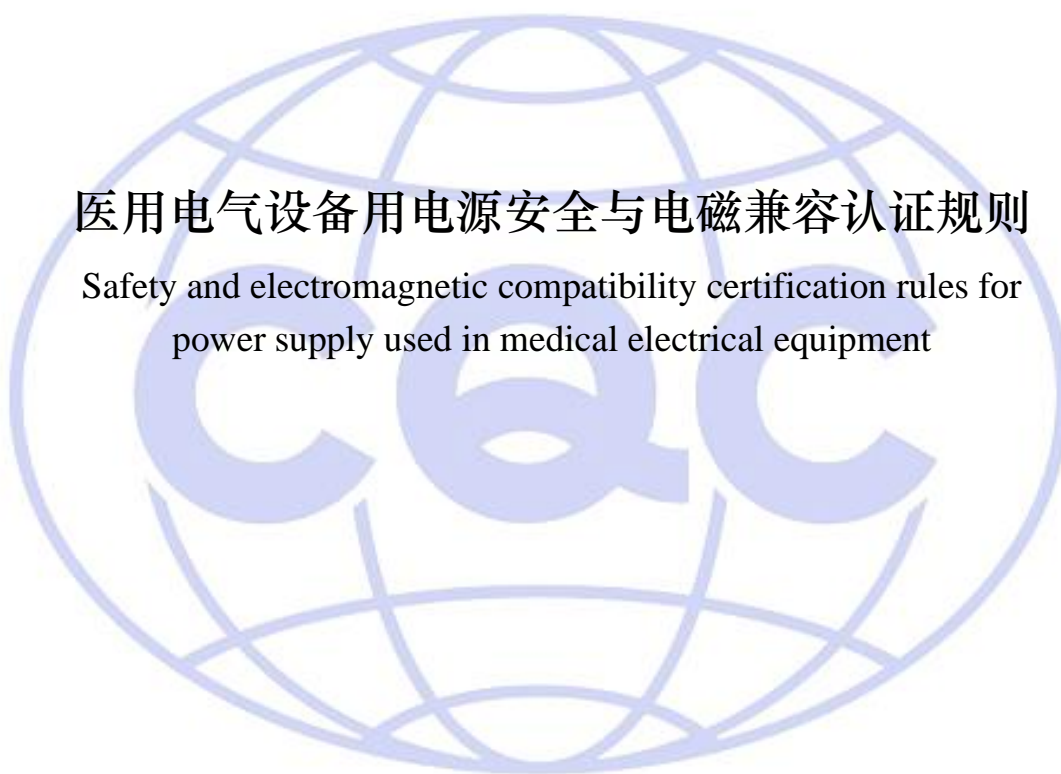 医用电气设备用电源安全与电磁兼容认证规则
Safety and electromagnetic compatibility certification rules for
power supply used in medical electrical equipment
CQC